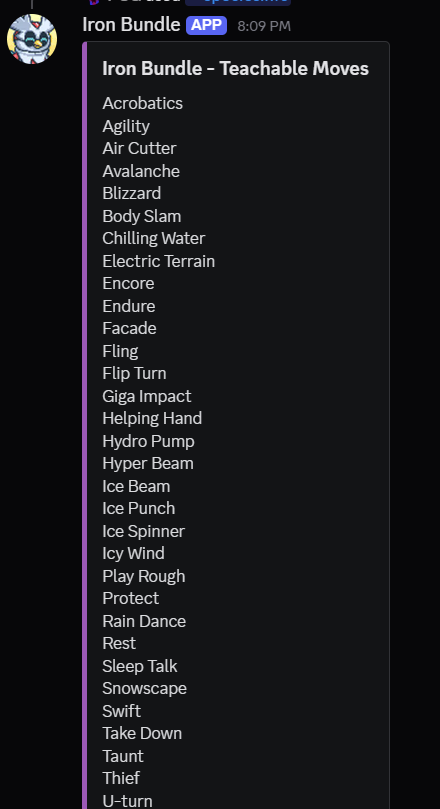 Iron Bundle APP 8:09 PM
Iron Bundle - Teachable Moves
Acrobatics
Agility
Air Cutter
Avalanche
Blizzard
Body Slam
Chilling Water
Electric Terrain
Encore
Endure
Facade
Fling
Flip Turn
Giga Impact
Helping Hand
Hydro Pump
Hyper Beam
Ice Beam
Ice Punch
Ice Spinner
Icy Wind
Play Rough
Protect
Rain Dance
Rest
Sleep Talk
Snowscape
Swift
Take Down
Taunt
Thief
U-turn